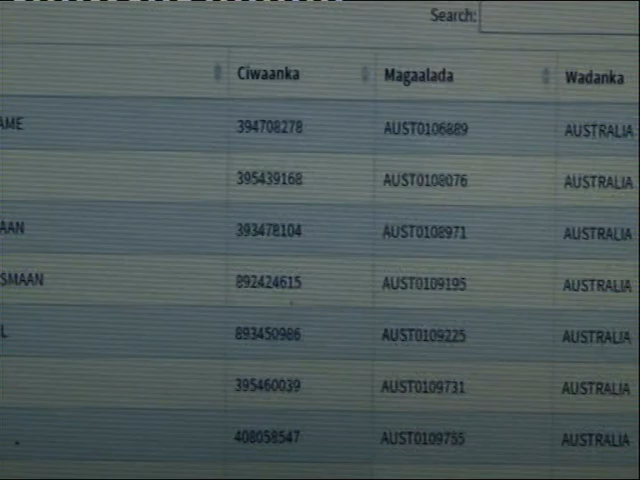 Search:
Ciwaanka Magaalada Wadanka
AME 394708278 AUST0106889 AUSTRALIA
395439168 AUST0108076 AUSTRALIA
AAN 393478104 AUST0108971 AUSTRALIA
SMAAN 892424615 AUST0109195 AUSTRALIA
L 893450986 AUST0109225 AUSTRALIA
395460039 AUST0109731 AUSTRALIA
408058547 AUST0109755 AUSTRALIA